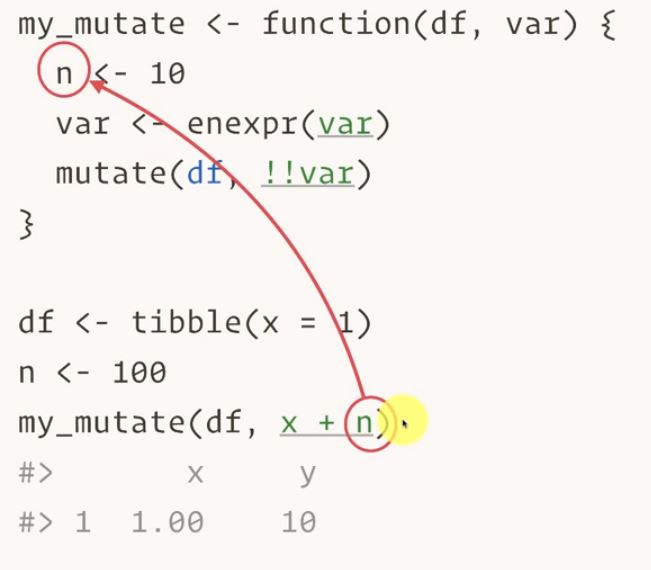 my_mutate <- function(df, var) {
n <- 10
var <- enexpr(var)
mutate(df, !!var)
}
df <- tibble(x = 1)
n <- 100
my_mutate(df, x + n)
#> x y
#> 1 1.00 10